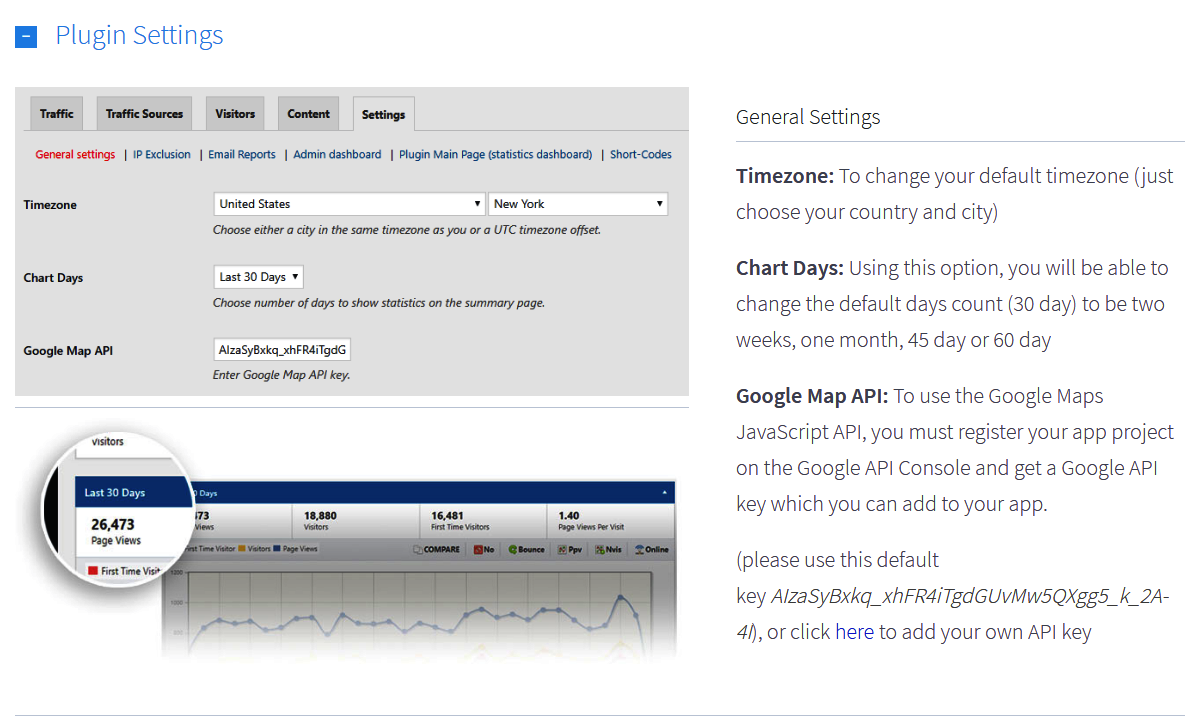 Plugin Settings
Traffic
Traffic Sources
Visitors
Content
Settings
General settings | IP Exclusion | Email Reports | Admin dashboard | Plugin Main Page (statistics dashboard) | Short-Codes
Timezone
United States
New York
Choose either a city in the same timezone as you or a UTC timezone offset.
Chart Days
Last 30 Days
Choose number of days to show statistics on the summary page.
Google Map API
AIzaSyBxkq_xhFR4iTgdG
Enter Google Map API key.
visitors
Last 30 Days
26,473
Page Views
First Time Visit
Days
18,880
Visitors
16,481
First Time Visitors
1.40
Page Views Per Visit
First Time Visitor Visitors Page Views
COMPARE No Bounce Ppv Nvis Online
1000
General Settings
Timezone: To change your default timezone (just
choose your country and city)
Chart Days: Using this option, you will be able to
change the default days count (30 day) to be two
weeks, one month, 45 day or 60 day
Google Map API: To use the Google Maps
JavaScript API, you must register your app project
on the Google API Console and get a Google API
key which you can add to your app.
(please use this default
key AIzaSyBxkq_xhFR4iTgdGUvMw5QXgg5_k_2A-
4I), or click here to add your own API key